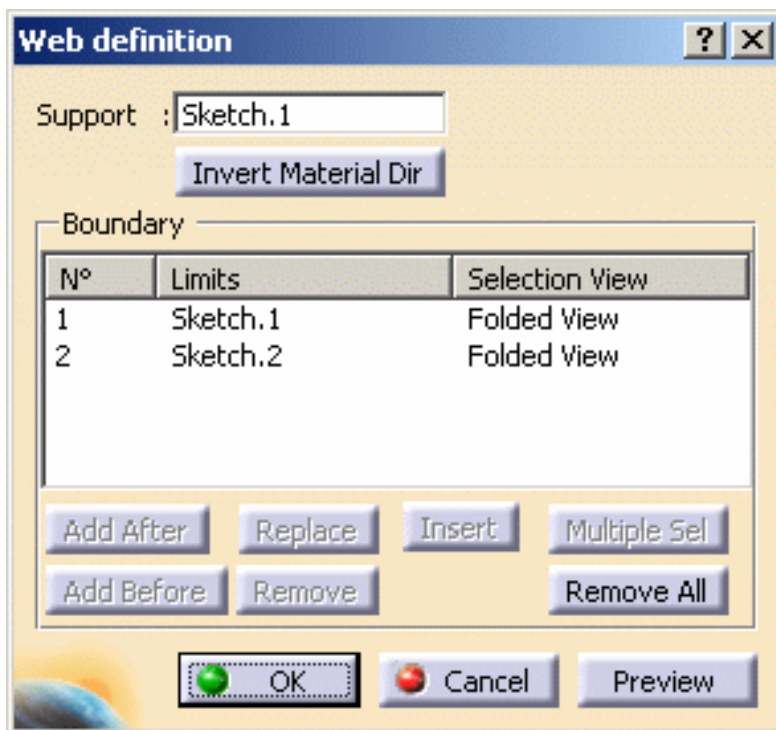 Web definition
Support : Sketch.1
Invert Material Dir
Boundary
N° Limits Selection View
1 Sketch.1 Folded View
2 Sketch.2 Folded View
Add After Replace Insert Multiple Sel
Add Before Remove Remove All
OK Cancel Preview